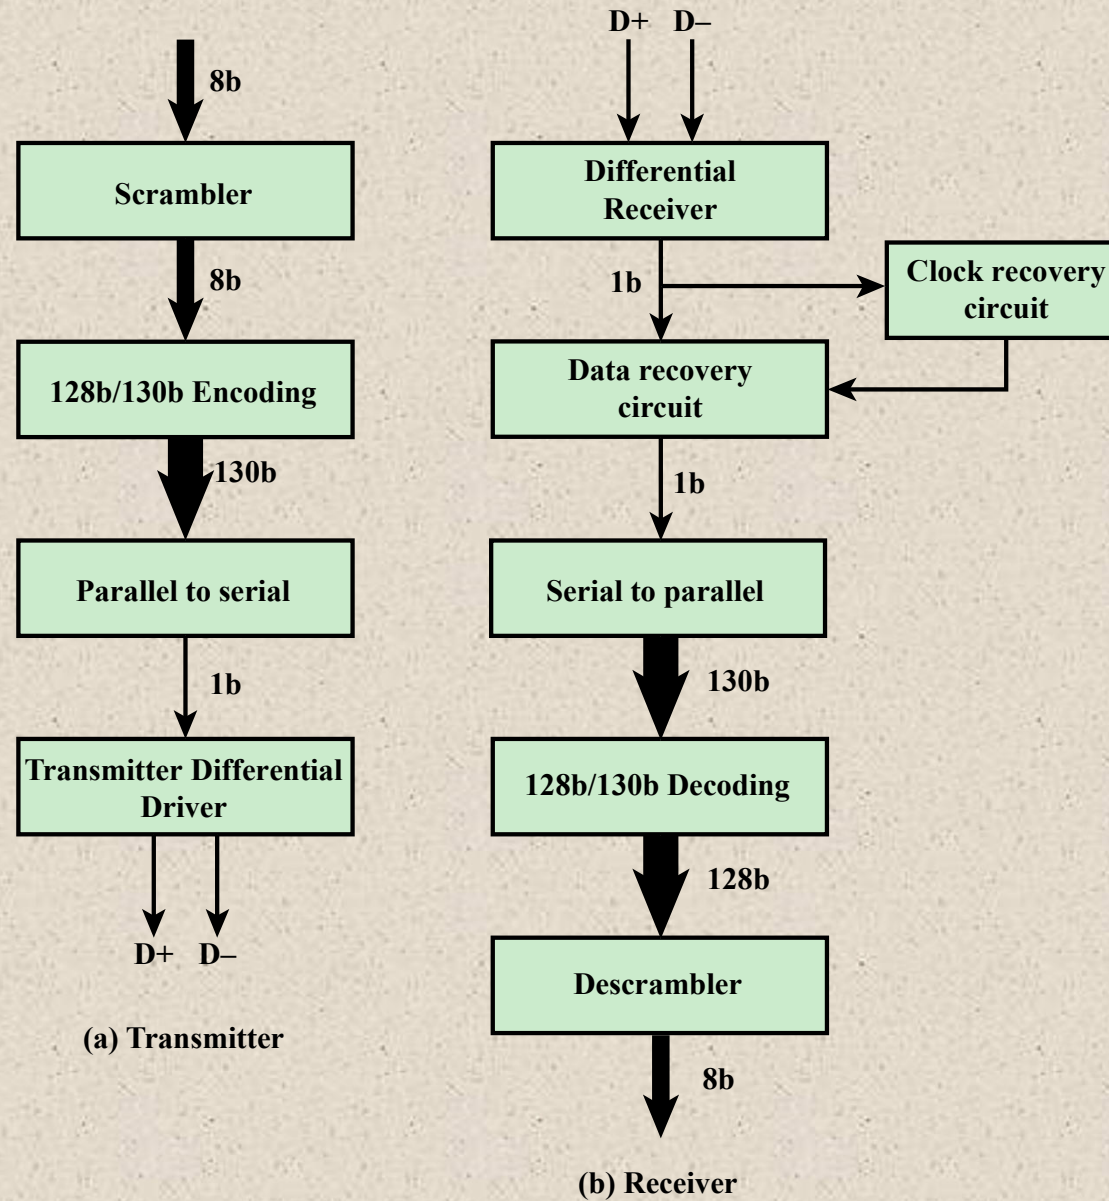 8b
Scrambler
8b
128b/130b Encoding
130b
Parallel to serial
1b
Transmitter Differential
Driver
D+ D–
(a) Transmitter
D+ D–
Differential
Receiver
1b
Clock recovery
circuit
Data recovery
circuit
1b
Serial to parallel
130b
128b/130b Decoding
128b
Descrambler
8b
(b) Receiver